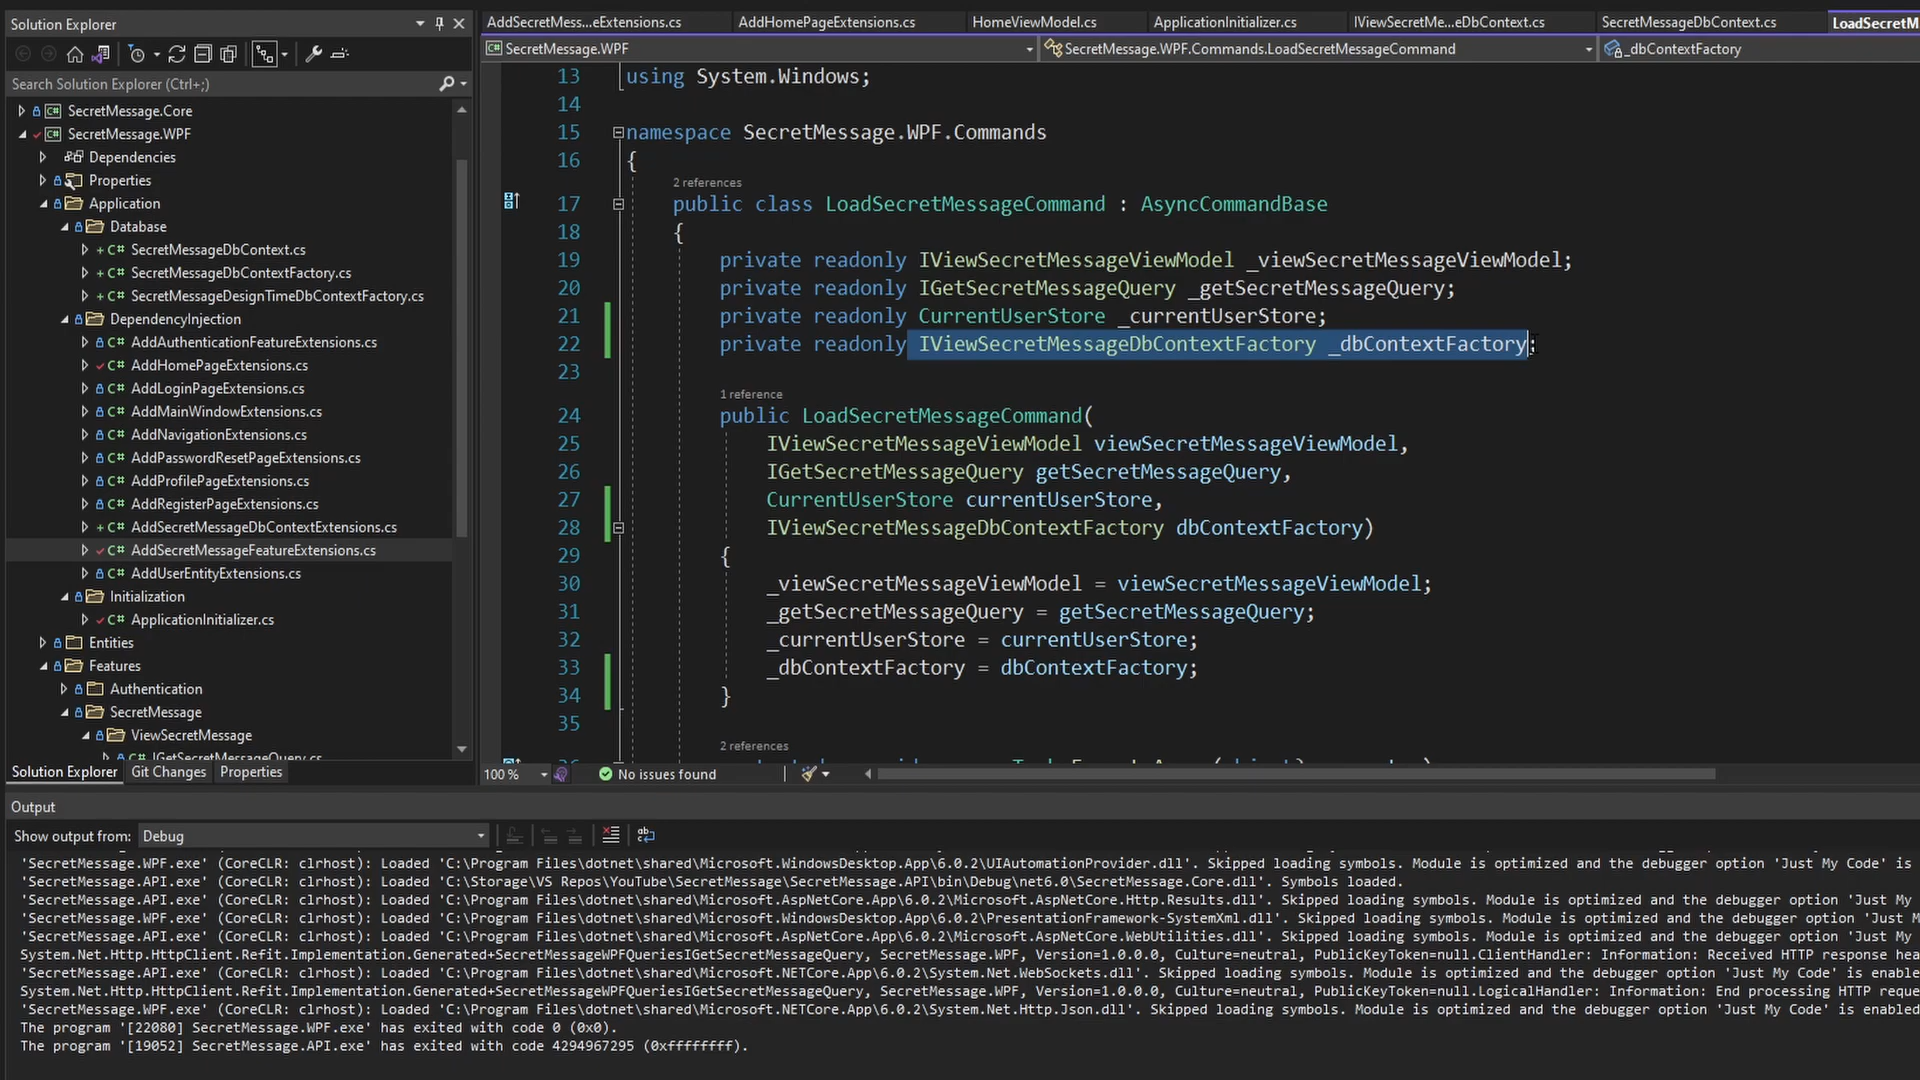 Solution Explorer
Search Solution Explorer (Ctrl+;)
SecretMessage.Core
SecretMessage.WPF
Dependencies
Properties
Application
Database
C# SecretMessageDbContext.cs
C# SecretMessageDbContextFactory.cs
C# SecretMessageDesignTimeDbContextFactory.cs
DependencyInjection
C# AddAuthenticationFeatureExtensions.cs
C# AddHomePageExtensions.cs
C# AddLoginPageExtensions.cs
C# AddMainWindowExtensions.cs
C# AddNavigationExtensions.cs
C# AddPasswordResetPageExtensions.cs
C# AddProfilePageExtensions.cs
C# AddRegisterPageExtensions.cs
C# AddSecretMessageDbContextExtensions.cs
C# AddSecretMessageFeatureExtensions.cs
C# AddUserEntityExtensions.cs
Initialization
C# ApplicationInitializer.cs
Entities
Features
Authentication
SecretMessage
ViewSecretMessage
C# IGetSecretMessageQuery.cs
Solution Explorer Git Changes Properties
AddSecretMess...eExtensions.cs AddHomePageExtensions.cs HomeViewModel.cs ApplicationInitializer.cs IViewSecretMe...eDbContext.cs SecretMessageDbContext.cs LoadSecretM
SecretMessage.WPF SecretMessage.WPF.Commands.LoadSecretMessageCommand _dbContextFactory
13 using System.Windows;
14
15 namespace SecretMessage.WPF.Commands
16 {
2 references
17 public class LoadSecretMessageCommand : AsyncCommandBase
18 {
19 private readonly IViewSecretMessageViewModel _viewSecretMessageViewModel;
20 private readonly IGetSecretMessageQuery _getSecretMessageQuery;
21 private readonly CurrentUserStore _currentUserStore;
22 private readonly IViewSecretMessageDbContextFactory _dbContextFactory;
23
1 reference
24 public LoadSecretMessageCommand(
25 IViewSecretMessageViewModel viewSecretMessageViewModel,
26 IGetSecretMessageQuery getSecretMessageQuery,
27 CurrentUserStore currentUserStore,
28 IViewSecretMessageDbContextFactory dbContextFactory)
29 {
30 _viewSecretMessageViewModel = viewSecretMessageViewModel;
31 _getSecretMessageQuery = getSecretMessageQuery;
32 _currentUserStore = currentUserStore;
33 _dbContextFactory = dbContextFactory;
34 }
35
2 references
100 % No issues found
Output
Show output from: Debug
'SecretMessage.WPF.exe' (CoreCLR: clrhost): Loaded 'C:\Program Files\dotnet\shared\Microsoft.WindowsDesktop.App\6.0.2\UIAutomationProvider.dll'. Skipped loading symbols. Module is optimized and the debugger option 'Just My Code' is
'SecretMessage.API.exe' (CoreCLR: clrhost): Loaded 'C:\Storage\VS Repos\YouTube\SecretMessage\SecretMessage.API\bin\Debug\net6.0\SecretMessage.Core.dll'. Symbols loaded.
'SecretMessage.API.exe' (CoreCLR: clrhost): Loaded 'C:\Program Files\dotnet\shared\Microsoft.AspNetCore.App\6.0.2\Microsoft.AspNetCore.Http.Results.dll'. Skipped loading symbols. Module is optimized and the debugger option 'Just My
'SecretMessage.WPF.exe' (CoreCLR: clrhost): Loaded 'C:\Program Files\dotnet\shared\Microsoft.WindowsDesktop.App\6.0.2\PresentationFramework-SystemXml.dll'. Skipped loading symbols. Module is optimized and the debugger option 'Just M
'SecretMessage.API.exe' (CoreCLR: clrhost): Loaded 'C:\Program Files\dotnet\shared\Microsoft.AspNetCore.App\6.0.2\Microsoft.AspNetCore.WebUtilities.dll'. Skipped loading symbols. Module is optimized and the debugger option 'Just My
System.Net.Http.HttpClient.Refit.Implementation.Generated+SecretMessageWPFQueriesIGetSecretMessageQuery, SecretMessage.WPF, Version=1.0.0.0, Culture=neutral, PublicKeyToken=null.ClientHandler: Information: Received HTTP response hea
'SecretMessage.API.exe' (CoreCLR: clrhost): Loaded 'C:\Program Files\dotnet\shared\Microsoft.NETCore.App\6.0.2\System.Net.WebSockets.dll'. Skipped loading symbols. Module is optimized and the debugger option 'Just My Code' is enable
System.Net.Http.HttpClient.Refit.Implementation.Generated+SecretMessageWPFQueriesIGetSecretMessageQuery, SecretMessage.WPF, Version=1.0.0.0, Culture=neutral, PublicKeyToken=null.LogicalHandler: Information: End processing HTTP reque
'SecretMessage.WPF.exe' (CoreCLR: clrhost): Loaded 'C:\Program Files\dotnet\shared\Microsoft.NETCore.App\6.0.2\System.Net.Http.Json.dll'. Skipped loading symbols. Module is optimized and the debugger option 'Just My Code' is enabled
The program '[22080] SecretMessage.WPF.exe' has exited with code 0 (0x0).
The program '[19052] SecretMessage.API.exe' has exited with code 4294967295 (0xffffffff).